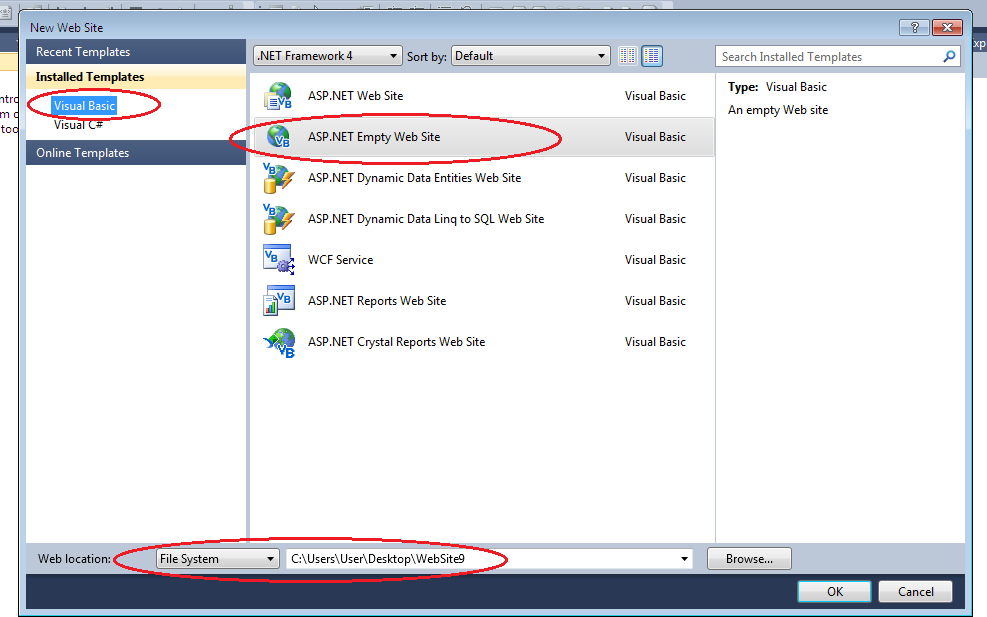 New Web Site
Recent Templates
Installed Templates
Visual Basic
Visual C#
Online Templates
.NET Framework 4 Sort by: Default
Search Installed Templates
ASP.NET Web Site Visual Basic
ASP.NET Empty Web Site Visual Basic
ASP.NET Dynamic Data Entities Web Site Visual Basic
ASP.NET Dynamic Data Linq to SQL Web Site Visual Basic
WCF Service Visual Basic
ASP.NET Reports Web Site Visual Basic
ASP.NET Crystal Reports Web Site Visual Basic
Type: Visual Basic
An empty Web site
Web location: File System C:\Users\User\Desktop\WebSite9 Browse...
OK Cancel